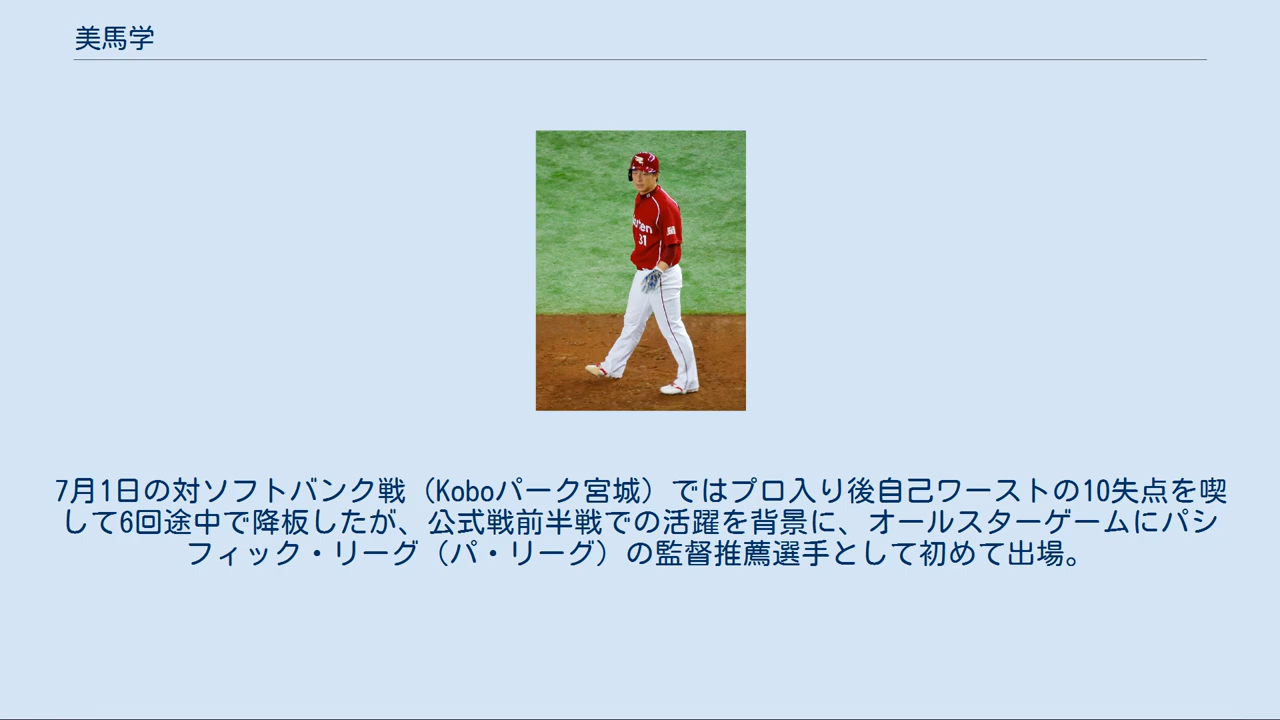 美馬学
uten
31
7月1日の対ソフトバンク戦（Koboパーク宮城）ではプロ入り後自己ワーストの10失点を喫
して6回途中で降板したが、公式戦前半戦での活躍を背景に、オールスターゲームにパシ
フィック・リーグ（パ・リーグ）の監督推薦選手として初めて出場。